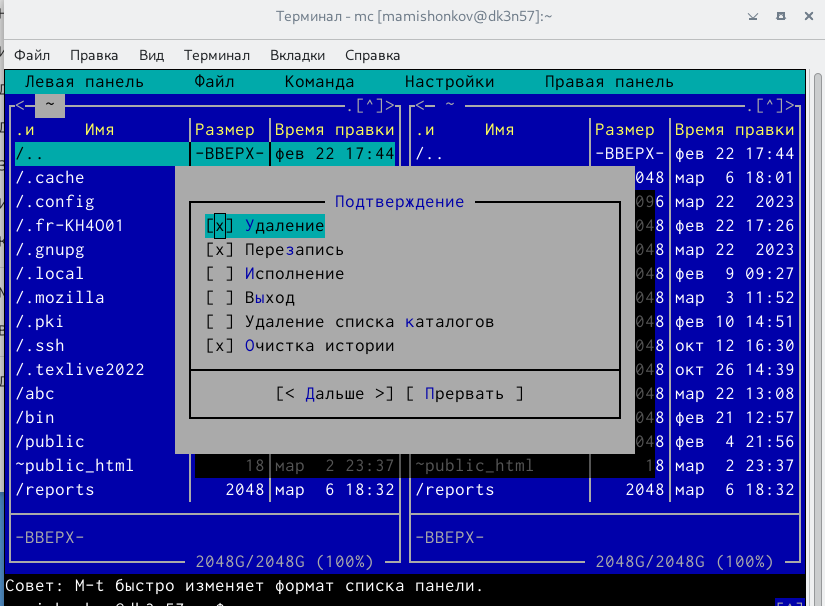 Терминал - mc [mamishonkov@dk3n57]:~
Файл Правка Вид Терминал Вкладки Справка
Левая панель Файл Команда Настройки Правая панель
<— ~ .[^]> <— ~ .[^]>
.и Имя Размер Время правки .и Имя Размер Время правки
/.. -ВВЕРХ- фев 22 17:44 /.. -ВВЕРХ- фев 22 17:44
/.cache 048 мар 6 18:01
/.config 096 мар 22 2023
/.fr-KH4O01 048 фев 22 17:26
/.gnupg 048 мар 22 2023
/.local 048 фев 9 09:27
/.mozilla 048 мар 3 11:52
/.pki 048 фев 10 14:51
/.ssh 048 окт 12 16:30
/.texlive2022 048 окт 26 14:39
/abc 048 мар 22 13:08
/bin 048 фев 21 12:57
/public 048 фев 4 21:56
~public_html 18 мар 2 23:37 ~public_html 18 мар 2 23:37
/reports 2048 мар 6 18:32 /reports 2048 мар 6 18:32
Подтверждение
[x] Удаление
[x] Перезапись
[ ] Исполнение
[ ] Выход
[ ] Удаление списка каталогов
[x] Очистка истории
[< Дальше >] [ Прервать ]
-ВВЕРХ- -ВВЕРХ-
2048G/2048G (100%) 2048G/2048G (100%)
Совет: M-t быстро изменяет формат списка панели.